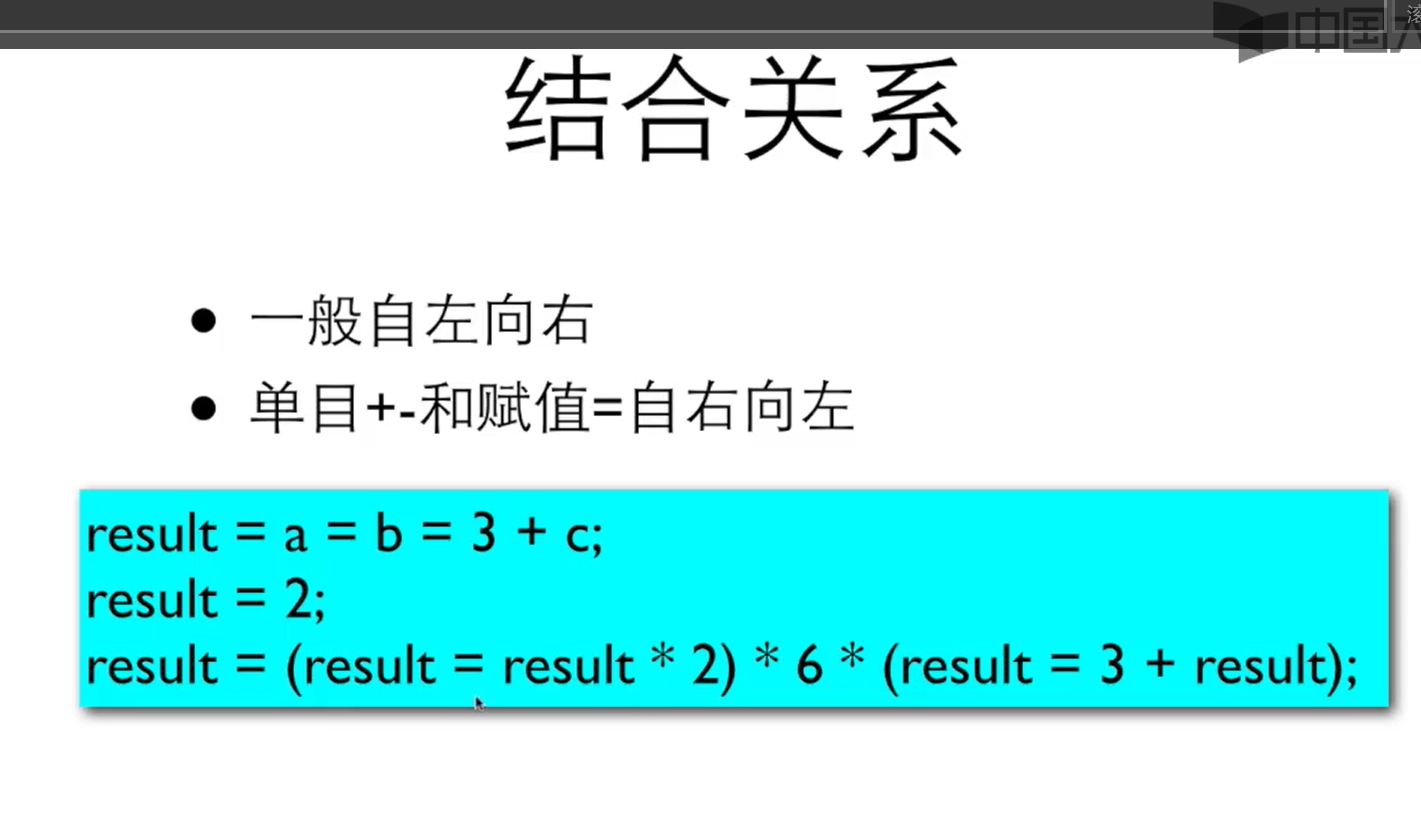 中国大
结合关系
一般自左向右
单目+-和赋值=自右向左
result = a = b = 3 + c;
result = 2;
result = (result = result * 2) * 6 * (result = 3 + result);